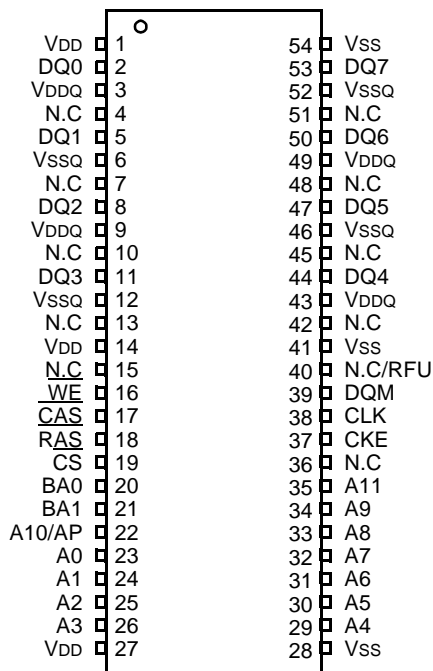 VDD 1 54 VSS
DQ0 2 53 DQ7
VDDQ 3 52 VSSQ
N.C 4 51 N.C
DQ1 5 50 DQ6
VSSQ 6 49 VDDQ
N.C 7 48 N.C
DQ2 8 47 DQ5
VDDQ 9 46 VSSQ
N.C 10 45 N.C
DQ3 11 44 DQ4
VSSQ 12 43 VDDQ
N.C 13 42 N.C
VDD 14 41 VSS
N.C 15 40 N.C/RFU
WE 16 39 DQM
CAS 17 38 CLK
RAS 18 37 CKE
CS 19 36 N.C
BA0 20 35 A11
BA1 21 34 A9
A10/AP 22 33 A8
A0 23 32 A7
A1 24 31 A6
A2 25 30 A5
A3 26 29 A4
VDD 27 28 VSS